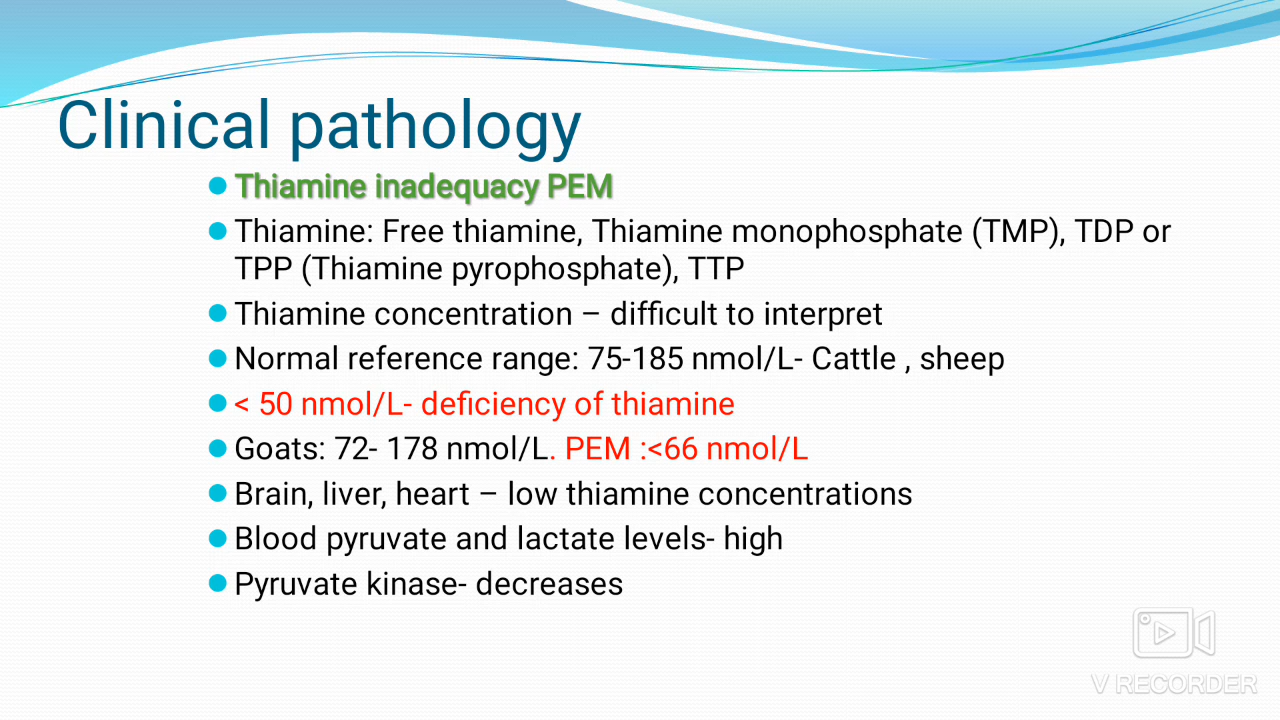 Clinical pathology
Thiamine inadequacy PEM
Thiamine: Free thiamine, Thiamine monophosphate (TMP), TDP or
TPP (Thiamine pyrophosphate), TTP
Thiamine concentration – difficult to interpret
Normal reference range: 75-185 nmol/L- Cattle , sheep
< 50 nmol/L- deficiency of thiamine
Goats: 72- 178 nmol/L. PEM :<66 nmol/L
Brain, liver, heart – low thiamine concentrations
Blood pyruvate and lactate levels- high
Pyruvate kinase- decreases
V RECORDER